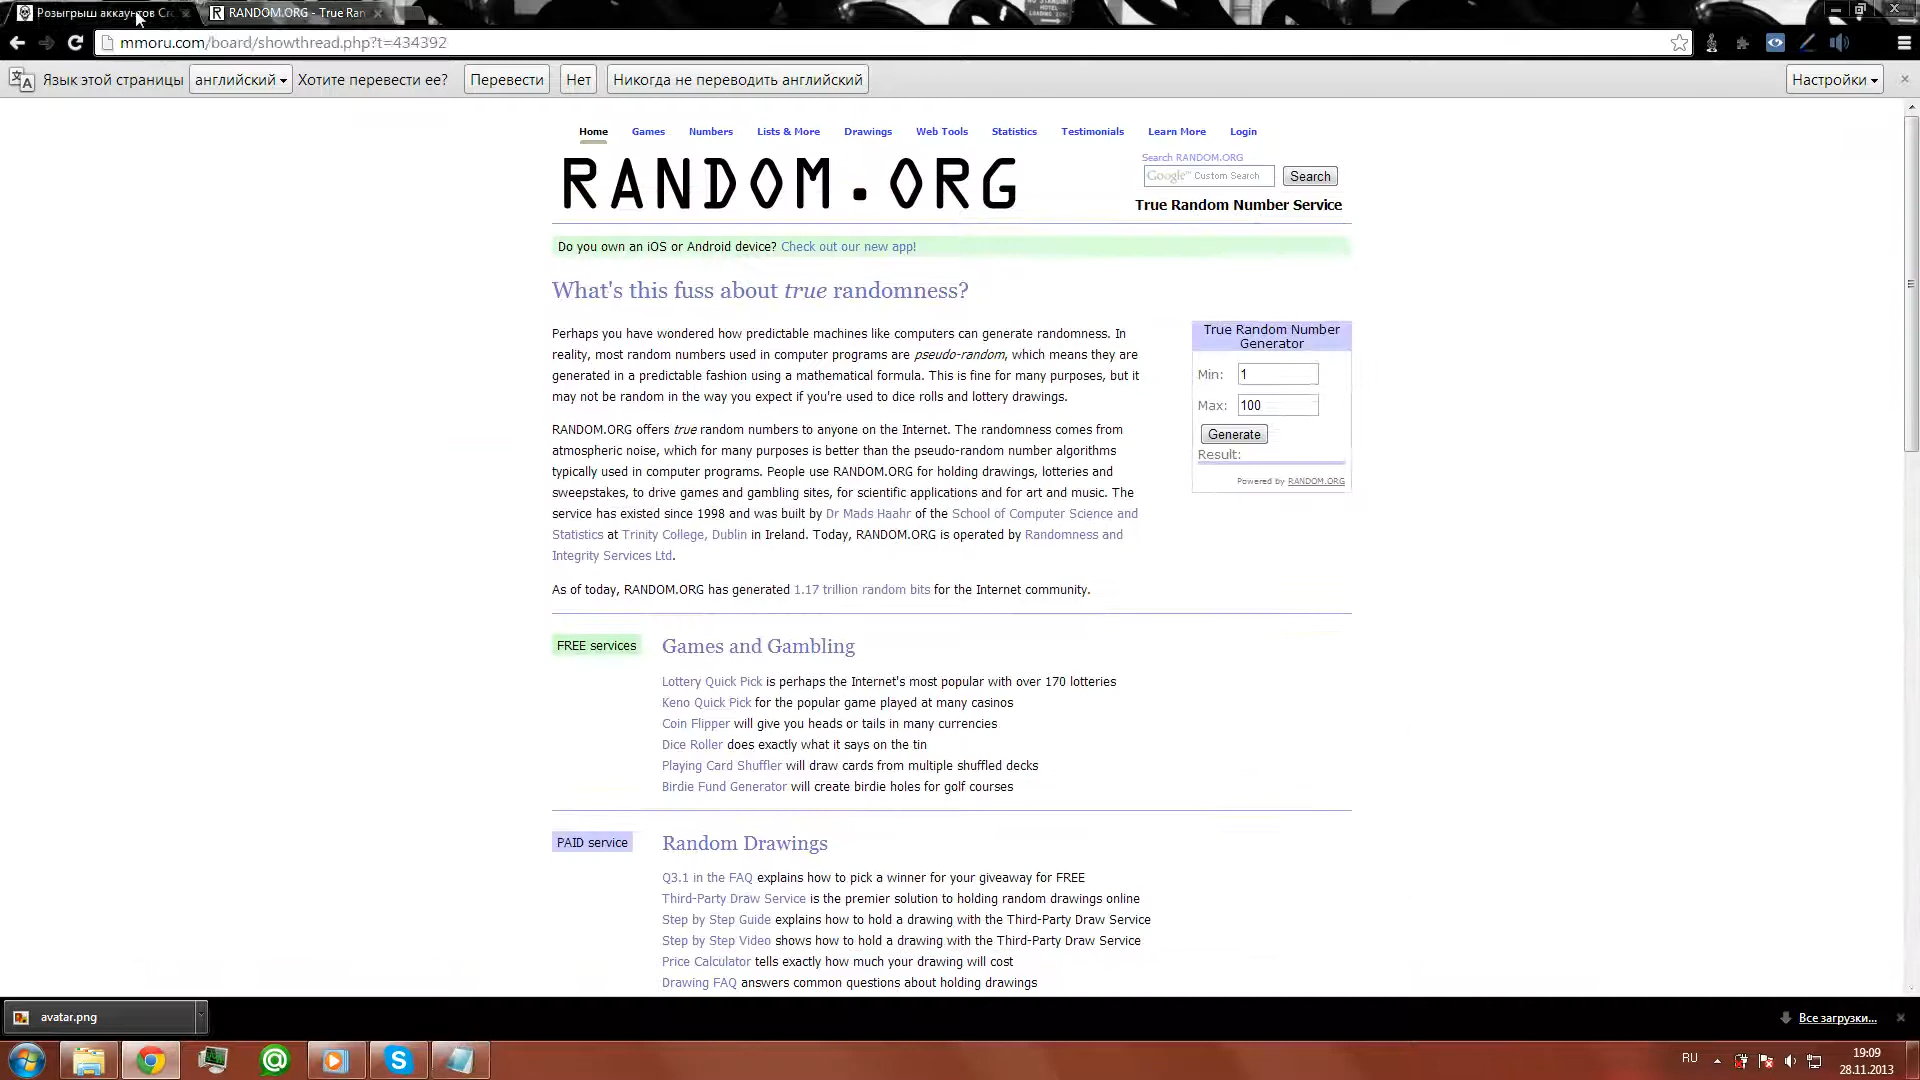 Розыгрыш аккаунтов Cro
RANDOM.ORG - True Ran
mmoru.com/board/showthread.php?t=434392
Язык этой страницы английский Хотите перевести ее? Перевести Нет Никогда не переводить английский Настройки
Home Games Numbers Lists & More Drawings Web Tools Statistics Testimonials Learn More Login
RANDOM.ORG
Search RANDOM.ORG
Google™ Custom Search Search
True Random Number Service
Do you own an iOS or Android device? Check out our new app!
What's this fuss about true randomness?
Perhaps you have wondered how predictable machines like computers can generate randomness. In
reality, most random numbers used in computer programs are pseudo-random, which means they are
generated in a predictable fashion using a mathematical formula. This is fine for many purposes, but it
may not be random in the way you expect if you're used to dice rolls and lottery drawings.
RANDOM.ORG offers true random numbers to anyone on the Internet. The randomness comes from
atmospheric noise, which for many purposes is better than the pseudo-random number algorithms
typically used in computer programs. People use RANDOM.ORG for holding drawings, lotteries and
sweepstakes, to drive games and gambling sites, for scientific applications and for art and music. The
service has existed since 1998 and was built by Dr Mads Haahr of the School of Computer Science and
Statistics at Trinity College, Dublin in Ireland. Today, RANDOM.ORG is operated by Randomness and
Integrity Services Ltd.
As of today, RANDOM.ORG has generated 1.17 trillion random bits for the Internet community.
True Random Number
Generator
Min: 1
Max: 100
Generate
Result:
Powered by RANDOM.ORG
FREE services
Games and Gambling
Lottery Quick Pick is perhaps the Internet's most popular with over 170 lotteries
Keno Quick Pick for the popular game played at many casinos
Coin Flipper will give you heads or tails in many currencies
Dice Roller does exactly what it says on the tin
Playing Card Shuffler will draw cards from multiple shuffled decks
Birdie Fund Generator will create birdie holes for golf courses
PAID service
Random Drawings
Q3.1 in the FAQ explains how to pick a winner for your giveaway for FREE
Third-Party Draw Service is the premier solution to holding random drawings online
Step by Step Guide explains how to hold a drawing with the Third-Party Draw Service
Step by Step Video shows how to hold a drawing with the Third-Party Draw Service
Price Calculator tells exactly how much your drawing will cost
Drawing FAQ answers common questions about holding drawings
avatar.png
Все загрузки...
RU
19:09
28.11.2013